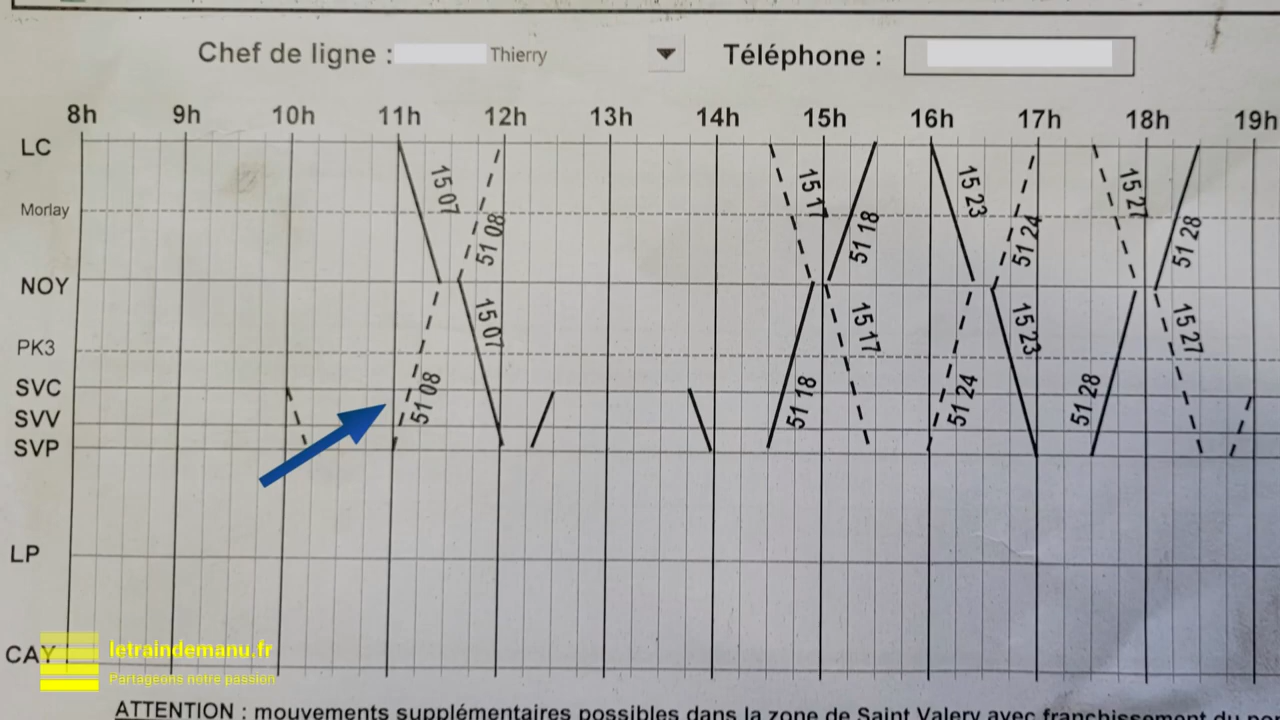 Chef de ligne : Thierry Téléphone :
8h 9h 10h 11h 12h 13h 14h 15h 16h 17h 18h 19h
LC
15 07 51 08 15 17 51 18 15 23 51 24 15 27 51 28
Morlay
NOY
15 07 15 17 15 23 15 27
PK3
51 08 51 18 51 24 51 28
SVC
SVV
SVP
LP
CAY
letraindemanu.fr
Partageons notre passion
ATTENTION : mouvements supplémentaires possibles dans la zone de Saint Valery avec franchissement du